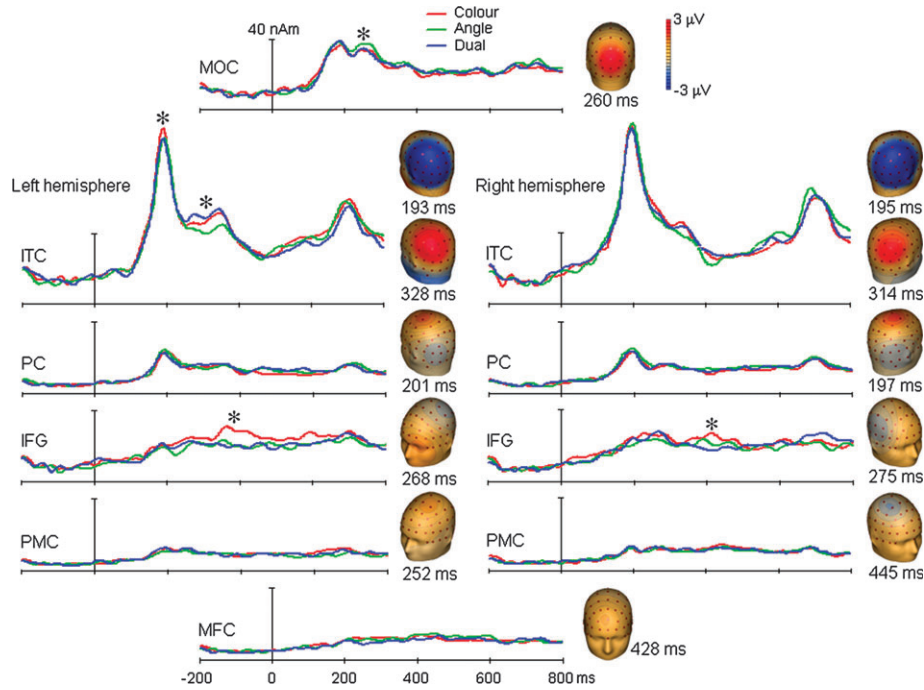 40 nAm
Colour
Angle
Dual
*
MOC
3 µV
-3 µV
260 ms
*
*
Left hemisphere
ITC
193 ms
328 ms
Right hemisphere
ITC
195 ms
314 ms
PC
201 ms
PC
197 ms
*
IFG
268 ms
*
IFG
275 ms
PMC
252 ms
PMC
445 ms
MFC
428 ms
-200 0 200 400 600 800 ms